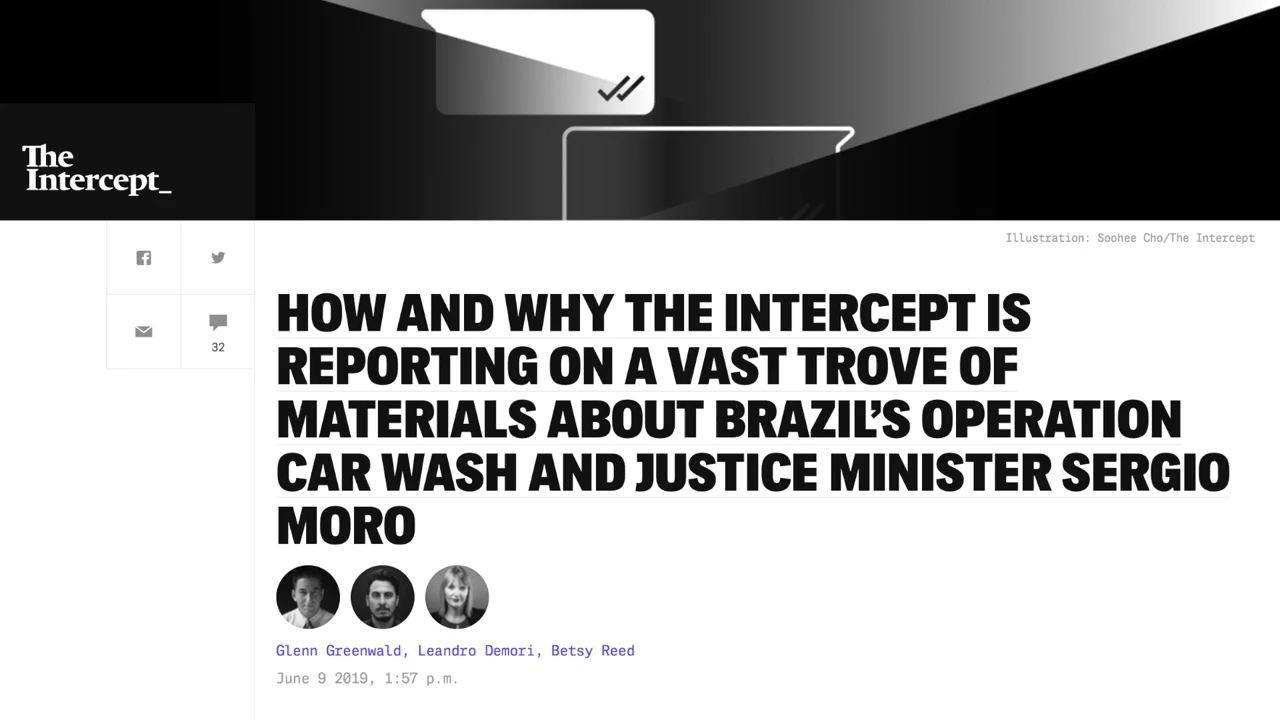 The
Intercept_
Illustration: Soohee Cho/The Intercept
32
HOW AND WHY THE INTERCEPT IS
REPORTING ON A VAST TROVE OF
MATERIALS ABOUT BRAZIL’S OPERATION
CAR WASH AND JUSTICE MINISTER SERGIO
MORO
Glenn Greenwald, Leandro Demori, Betsy Reed
June 9 2019, 1:57 p.m.